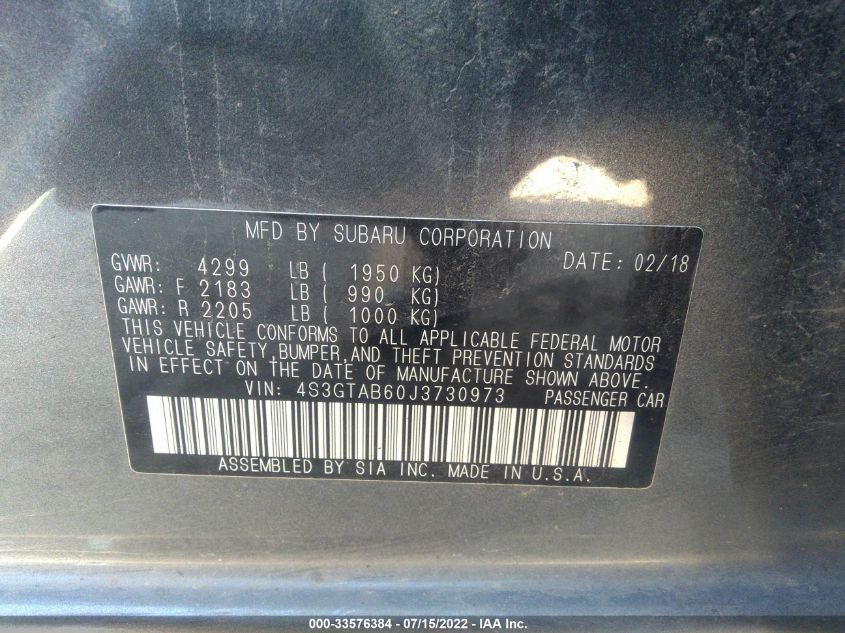 MFD BY SUBARU CORPORATION
GVWR: 4299 LB ( 1950 KG) DATE: 02/18
GAWR: F 2183 LB ( 990 KG)
GAWR: R 2205 LB ( 1000 KG)
THIS VEHICLE CONFORMS TO ALL APPLICABLE FEDERAL MOTOR
VEHICLE SAFETY,BUMPER,AND THEFT PREVENTION STANDARDS
IN EFFECT ON THE DATE OF MANUFACTURE SHOWN ABOVE.
VIN: 4S3GTAB60J3730973 PASSENGER CAR
ASSEMBLED BY SIA INC. MADE IN U.S.A.
000-33576384 - 07/15/2022 - IAA Inc.